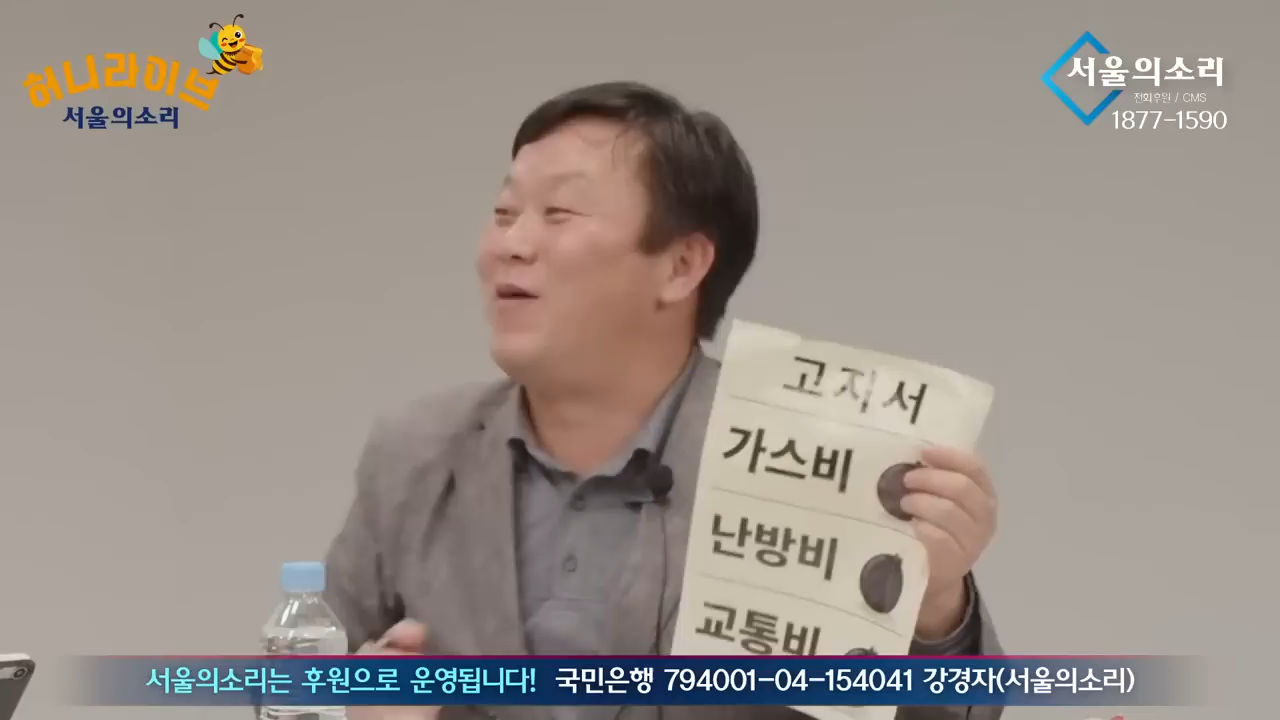 허니라이브
서울의소리
서울의소리
전화후원 / CMS
1877-1590
고지서
가스비
난방비
교통비
서울의소리는 후원으로 운영됩니다! 국민은행 794001-04-154041 강경자(서울의소리)